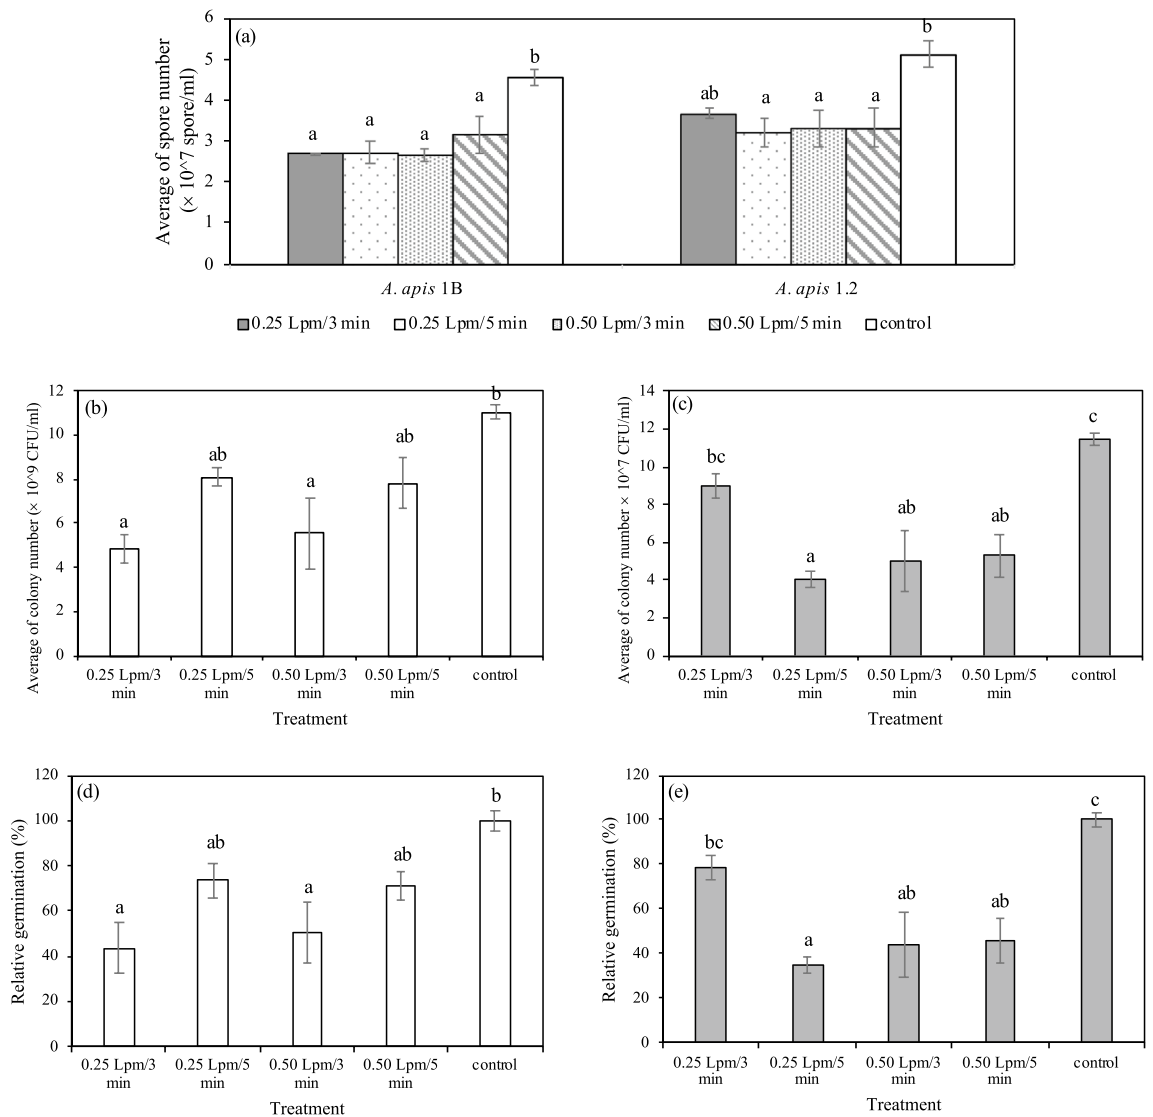 (a)
Average of spore number
(× 10^7 spore/ml)
6
5
4
3
2
1
0
a
a
a
a
b
ab
a
a
a
b
A. apis 1B
A. apis 1.2
0.25 Lpm/3 min
0.25 Lpm/5 min
0.50 Lpm/3 min
0.50 Lpm/5 min
control
(b)
Average of colony number (× 10^9 CFU/ml)
12
10
8
6
4
2
0
a
ab
a
ab
b
0.25 Lpm/3
min
0.25 Lpm/5
min
0.50 Lpm/3
min
0.50 Lpm/5
min
control
Treatment
(c)
Average of colony number × 10^7 CFU/ml)
14
12
10
8
6
4
2
0
bc
a
ab
ab
c
0.25 Lpm/3
min
0.25 Lpm/5
min
0.50 Lpm/3
min
0.50 Lpm/5
min
control
Treatment
(d)
Relative germination (%)
120
100
80
60
40
20
0
a
ab
a
ab
b
0.25 Lpm/3
min
0.25 Lpm/5
min
0.50 Lpm/3
min
0.50 Lpm/5
min
control
Treatment
(e)
Relative germination (%)
120
100
80
60
40
20
0
bc
a
ab
ab
c
0.25 Lpm/3
min
0.25 Lpm/5
min
0.50 Lpm/3
min
0.50 Lpm/5
min
control
Treatment